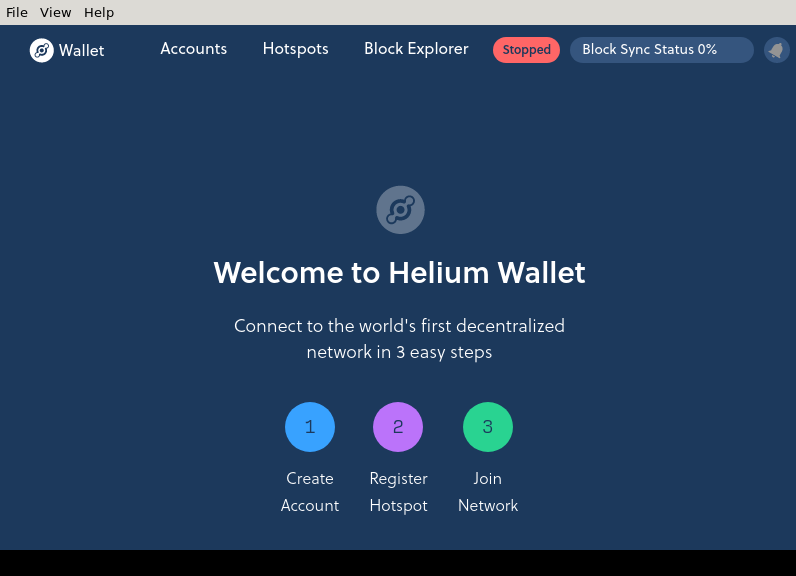 File View Help
Wallet Accounts Hotspots Block Explorer Stopped Block Sync Status 0%
Welcome to Helium Wallet
Connect to the world's first decentralized
network in 3 easy steps
1 2 3
Create Register Join
Account Hotspot Network